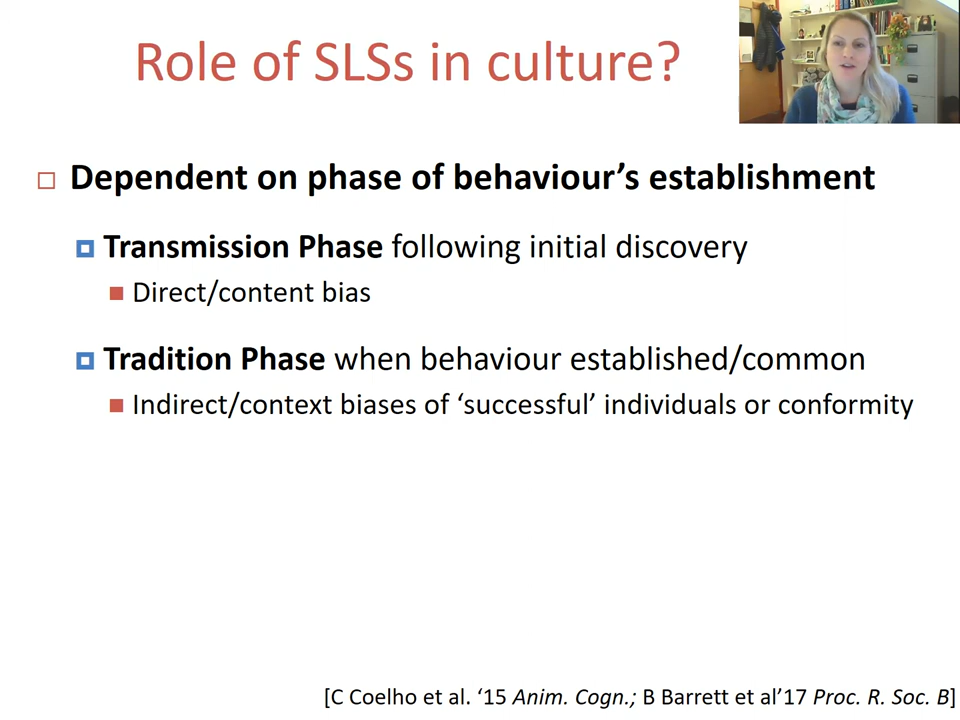 Role of SLSs in culture?
Dependent on phase of behaviour’s establishment
Transmission Phase following initial discovery
Direct/content bias
Tradition Phase when behaviour established/common
Indirect/context biases of ‘successful’ individuals or conformity
[C Coelho et al. ‘15 Anim. Cogn.; B Barrett et al’17 Proc. R. Soc. B]